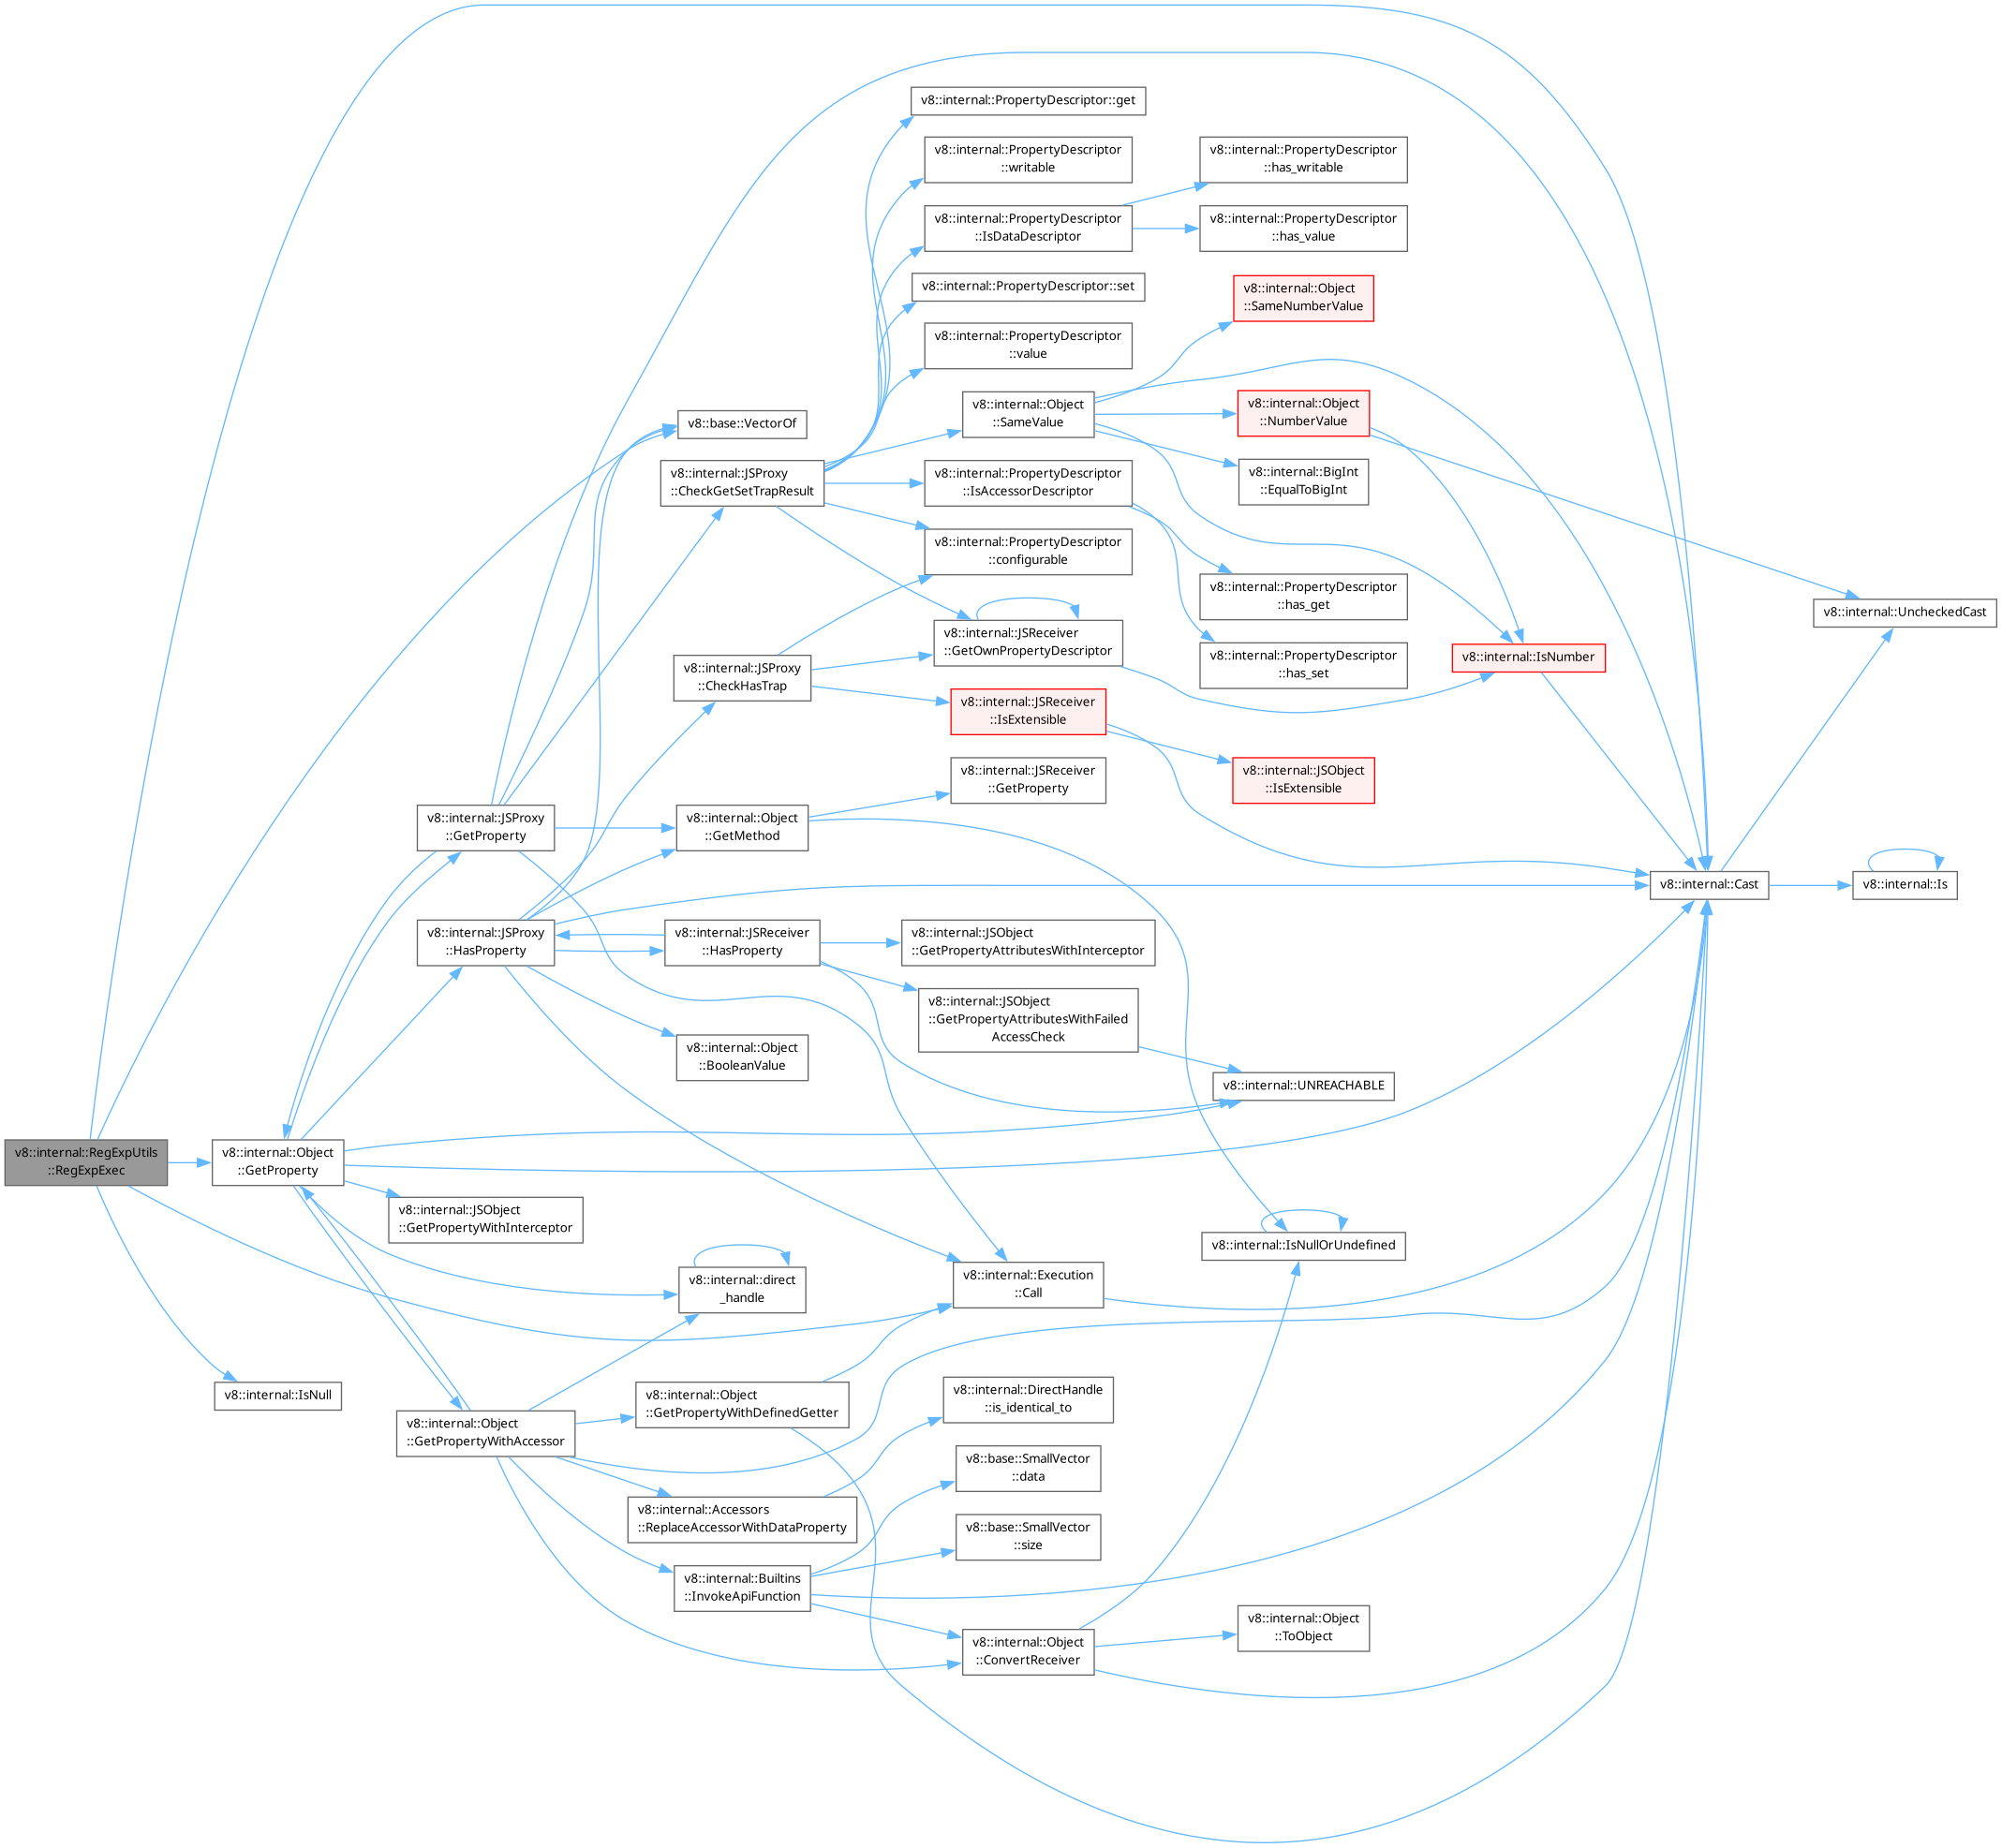 v8::internal::PropertyDescriptor::get
v8::internal::PropertyDescriptor
::writable
v8::internal::PropertyDescriptor
::has_writable
v8::internal::PropertyDescriptor
::IsDataDescriptor
v8::internal::PropertyDescriptor
::has_value
v8::internal::PropertyDescriptor::set
v8::internal::Object
::SameNumberValue
v8::internal::PropertyDescriptor
::value
v8::internal::Object
::SameValue
v8::internal::Object
::NumberValue
v8::base::VectorOf
v8::internal::JSProxy
::CheckGetSetTrapResult
v8::internal::PropertyDescriptor
::IsAccessorDescriptor
v8::internal::BigInt
::EqualToBigInt
v8::internal::PropertyDescriptor
::configurable
v8::internal::PropertyDescriptor
::has_get
v8::internal::UncheckedCast
v8::internal::JSReceiver
::GetOwnPropertyDescriptor
v8::internal::PropertyDescriptor
::has_set
v8::internal::IsNumber
v8::internal::JSProxy
::CheckHasTrap
v8::internal::JSReceiver
::IsExtensible
v8::internal::JSReceiver
::GetProperty
v8::internal::JSObject
::IsExtensible
v8::internal::JSProxy
::GetProperty
v8::internal::Object
::GetMethod
v8::internal::Cast
v8::internal::Is
v8::internal::JSProxy
::HasProperty
v8::internal::JSReceiver
::HasProperty
v8::internal::JSObject
::GetPropertyAttributesWithInterceptor
v8::internal::JSObject
::GetPropertyAttributesWithFailed
AccessCheck
v8::internal::Object
::BooleanValue
v8::internal::UNREACHABLE
v8::internal::RegExpUtils
::RegExpExec
v8::internal::Object
::GetProperty
v8::internal::JSObject
::GetPropertyWithInterceptor
v8::internal::IsNullOrUndefined
v8::internal::direct
_handle
v8::internal::Execution
::Call
v8::internal::IsNull
v8::internal::Object
::GetPropertyWithDefinedGetter
v8::internal::DirectHandle
::is_identical_to
v8::internal::Object
::GetPropertyWithAccessor
v8::base::SmallVector
::data
v8::internal::Accessors
::ReplaceAccessorWithDataProperty
v8::base::SmallVector
::size
v8::internal::Builtins
::InvokeApiFunction
v8::internal::Object
::ToObject
v8::internal::Object
::ConvertReceiver